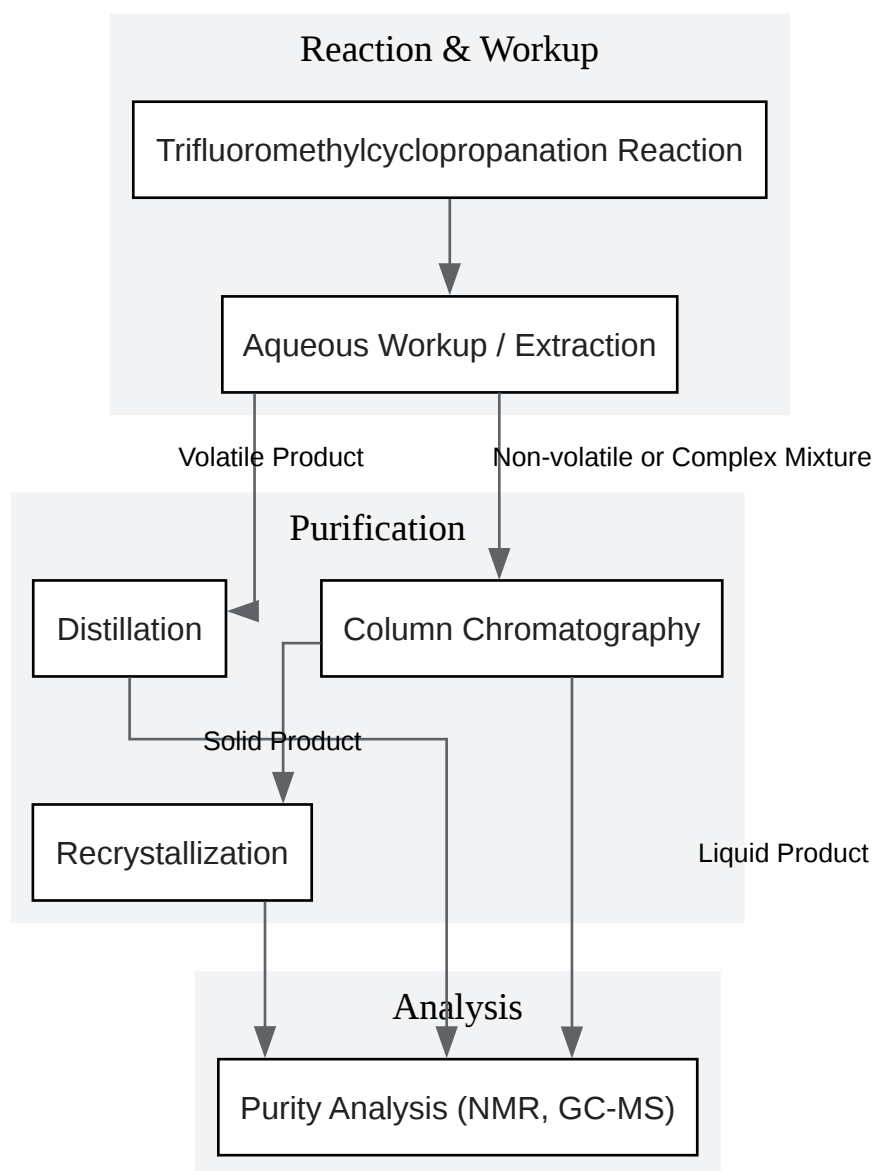 Reaction & Workup
Trifluoromethylcyclopropanation Reaction
Aqueous Workup / Extraction
Volatile Product
Non-volatile or Complex Mixture
Purification
Distillation
Column Chromatography
Solid Product
Recrystallization
Liquid Product
Analysis
Purity Analysis (NMR, GC-MS)